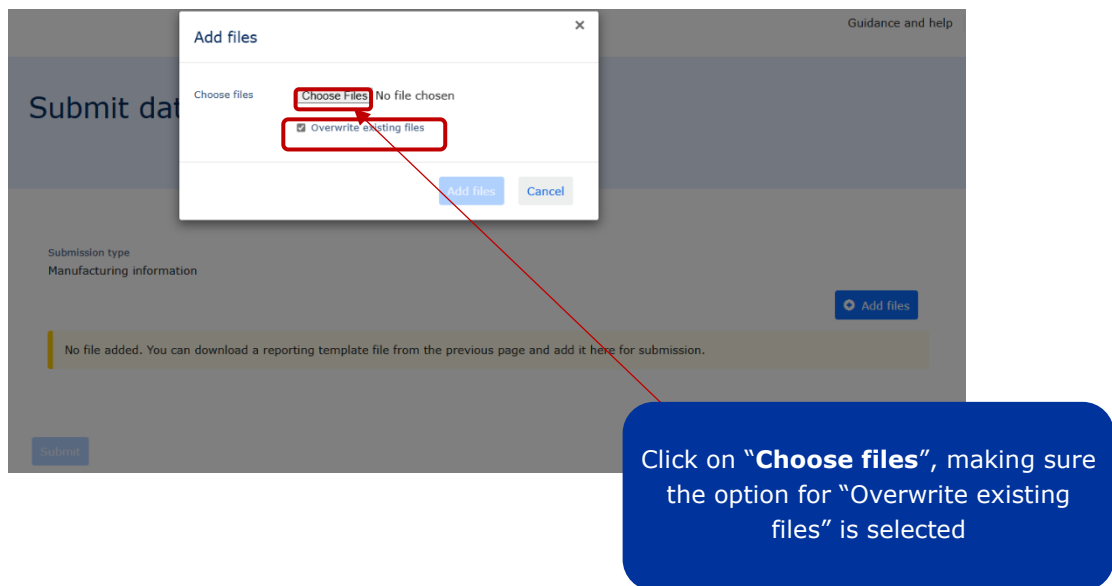 Guidance and help
Add files
×
Submit dat
Choose files
Choose Files No file chosen
Overwrite existing files
Add files Cancel
Submission type
Manufacturing information
Add files
No file added. You can download a reporting template file from the previous page and add it here for submission.
Submit
Click on “Choose files”, making sure
the option for “Overwrite existing
files” is selected